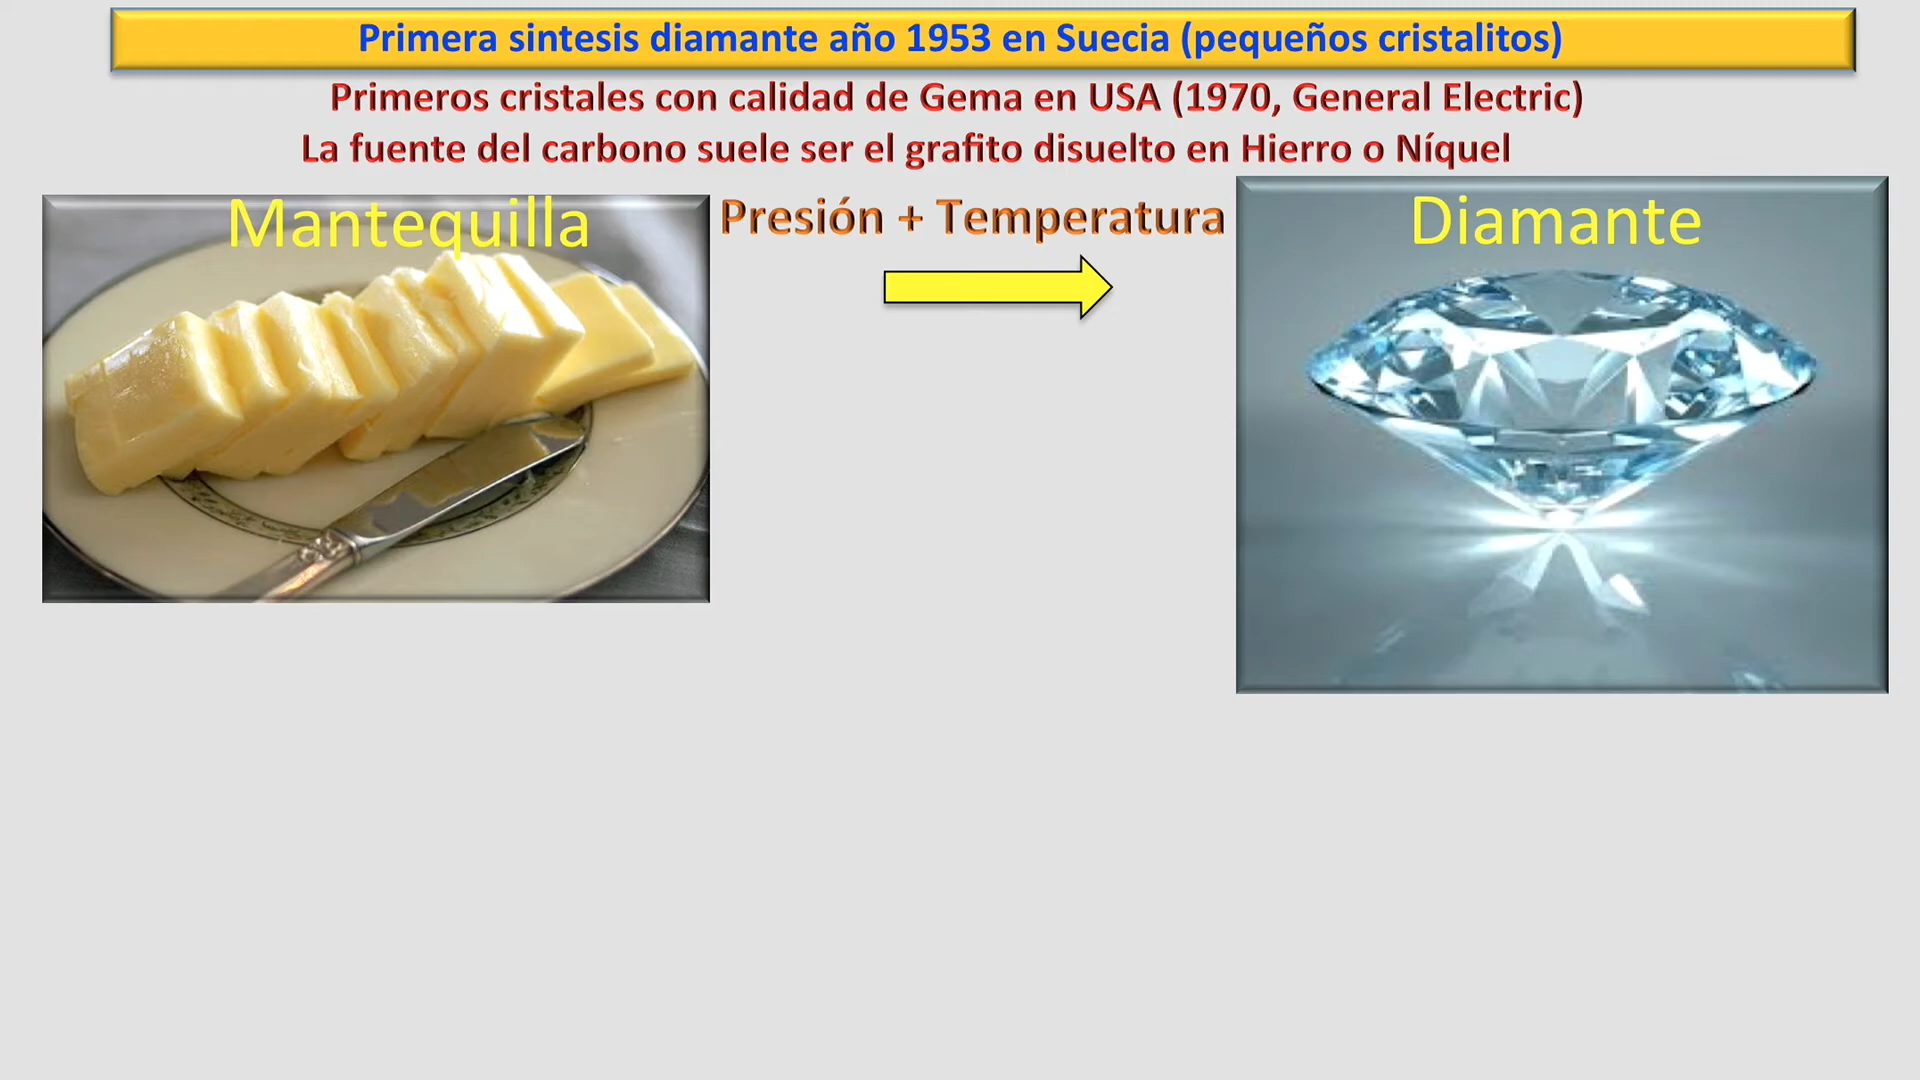 Primera sintesis diamante año 1953 en Suecia (pequeños cristalitos)
Primeros cristales con calidad de Gema en USA (1970, General Electric)
La fuente del carbono suele ser el grafito disuelto en Hierro o Níquel
Mantequilla
Presión + Temperatura
Diamante